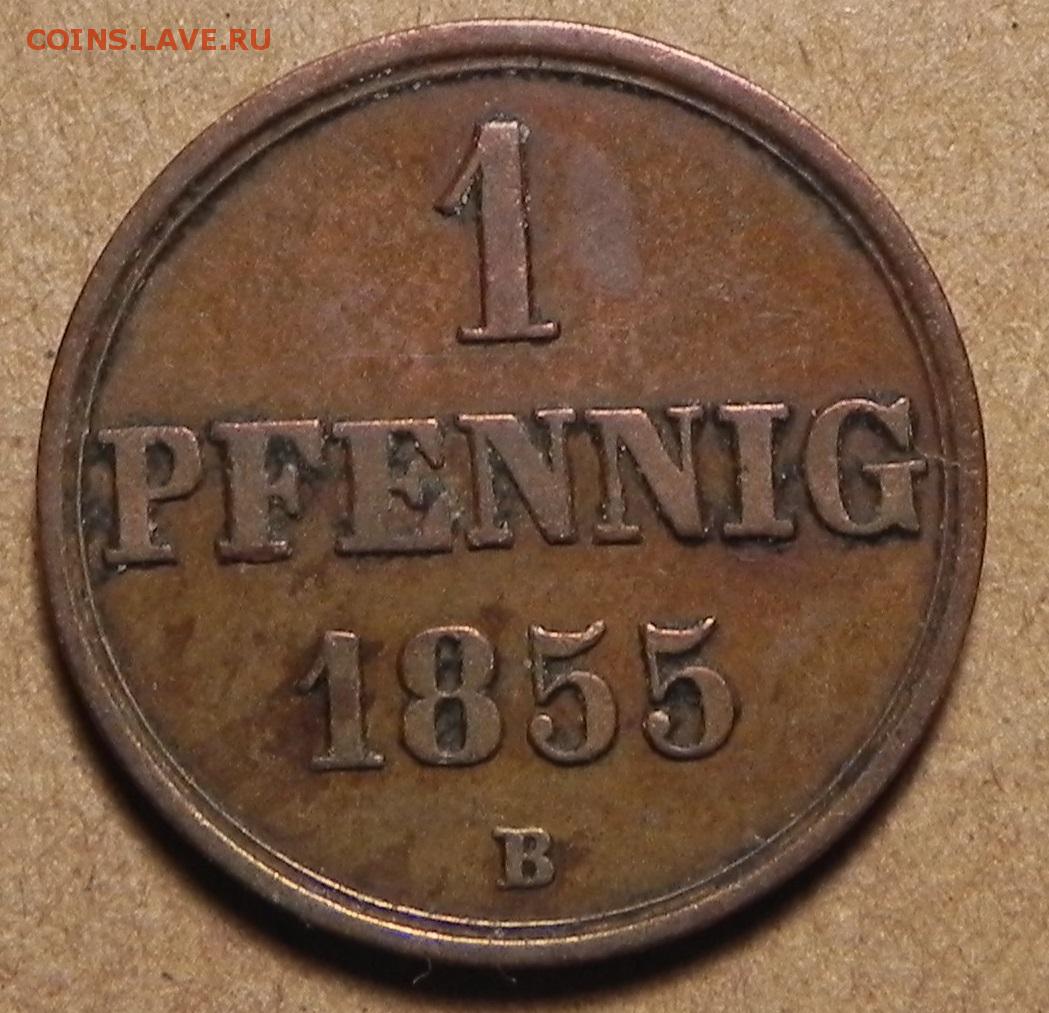 COINS.LAVE.RU
1
PFENNIG
1855
B